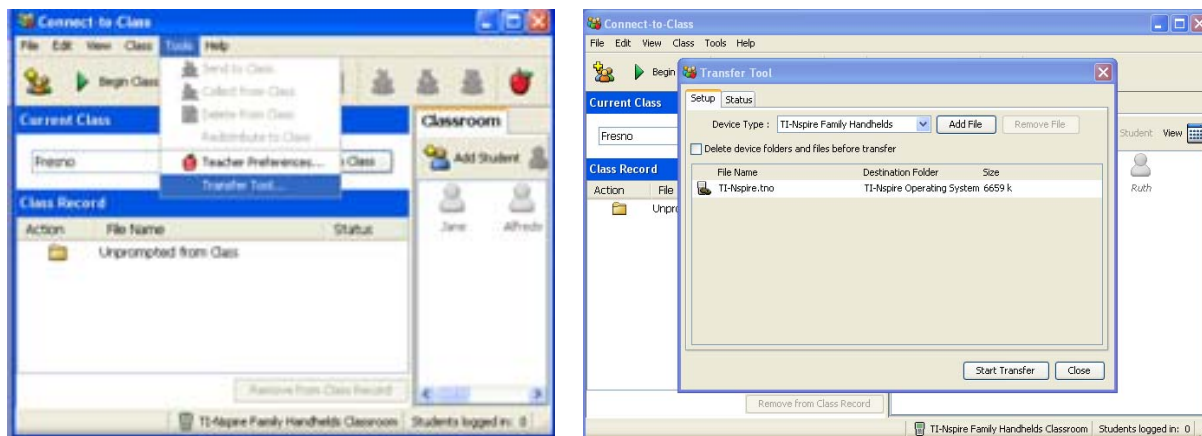 Connect-to-Class
File Edit View Class Tools Help
Begin Class
Send to Class
Collect from Class
Delete from Class
Redistribute to Class
Teacher Preferences...
Transfer Tool...
Current Class
Fresno
Class
Class Record
Action File Name Status
Unprompted from Class
Remove from Class Record
Classroom
Add Student
Jane Alfredo
TI-Nspire Family Handhelds Classroom Students logged in: 0
Connect-to-Class
File Edit View Class Tools Help
Begin
Current Class
Fresno
Class Record
Action File
Unpro
Transfer Tool
Setup Status
Device Type : TI-Nspire Family Handhelds Add File Remove File
Delete device folders and files before transfer
File Name Destination Folder Size
TI-Nspire.tno TI-Nspire Operating System 6659 k
Start Transfer Close
Student View
Ruth
Remove from Class Record
TI-Nspire Family Handhelds Classroom Students logged in: 0